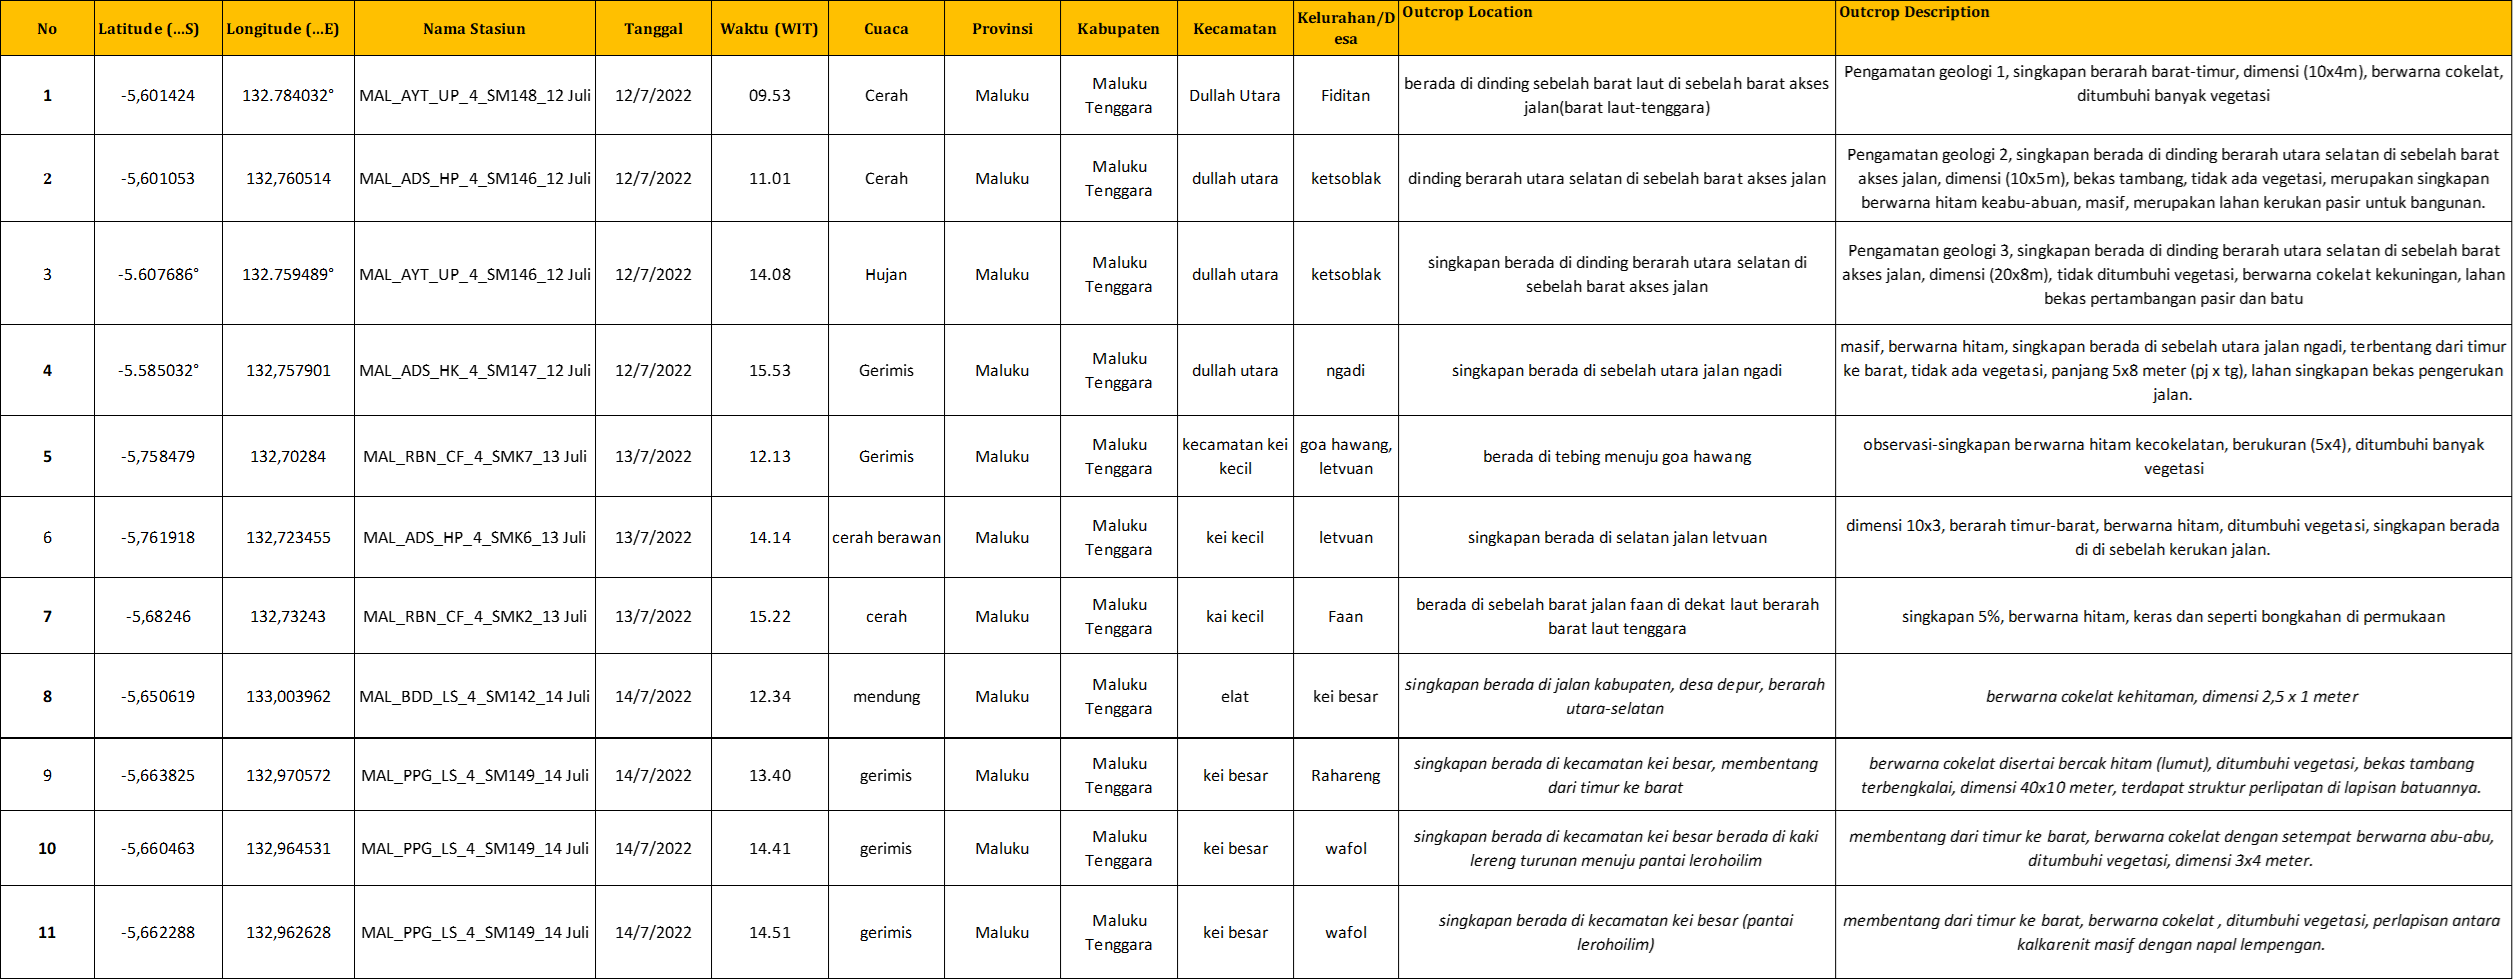 No Latitude (...S) Longitude (...E) Nama Stasiun Tanggal Waktu (WIT) Cuaca Provinsi Kabupaten Kecamatan Kelurahan/D
esa Outcrop Location Outcrop Description
1 -5,601424 132.784032° MAL_AYT_UP_4_SM148_12 Juli 12/7/2022 09.53 Cerah Maluku Maluku
Tenggara Dullah Utara Fiditan berada di dinding sebelah barat laut di sebelah barat akses
jalan(barat laut-tenggara) Pengamatan geologi 1, singkapan berarah barat-timur, dimensi (10x4m), berwarna cokelat,
ditumbuhi banyak vegetasi
2 -5,601053 132,760514 MAL_ADS_HP_4_SM146_12 Juli 12/7/2022 11.01 Cerah Maluku Maluku
Tenggara dullah utara ketsoblak dinding berarah utara selatan di sebelah barat akses jalan Pengamatan geologi 2, singkapan berada di dinding berarah utara selatan di sebelah barat
akses jalan, dimensi (10x5m), bekas tambang, tidak ada vegetasi, merupakan singkapan
berwarna hitam keabu-abuan, masif, merupakan lahan kerukan pasir untuk bangunan.
3 -5.607686° 132.759489° MAL_AYT_UP_4_SM146_12 Juli 12/7/2022 14.08 Hujan Maluku Maluku
Tenggara dullah utara ketsoblak singkapan berada di dinding berarah utara selatan di
sebelah barat akses jalan Pengamatan geologi 3, singkapan berada di dinding berarah utara selatan di sebelah barat
akses jalan, dimensi (20x8m), tidak ditumbuhi vegetasi, berwarna cokelat kekuningan, lahan
bekas pertambangan pasir dan batu
4 -5.585032° 132,757901 MAL_ADS_HK_4_SM147_12 Juli 12/7/2022 15.53 Gerimis Maluku Maluku
Tenggara dullah utara ngadi singkapan berada di sebelah utara jalan ngadi masif, berwarna hitam, singkapan berada di sebelah utara jalan ngadi, terbentang dari timur
ke barat, tidak ada vegetasi, panjang 5x8 meter (pj x tg), lahan singkapan bekas pengerukan
jalan.
5 -5,758479 132,70284 MAL_RBN_CF_4_SMK7_13 Juli 13/7/2022 12.13 Gerimis Maluku Maluku
Tenggara kecamatan kei
kecil goa hawang,
letvuan berada di tebing menuju goa hawang observasi-singkapan berwarna hitam kecokelatan, berukuran (5x4), ditumbuhi banyak
vegetasi
6 -5,761918 132,723455 MAL_ADS_HP_4_SMK6_13 Juli 13/7/2022 14.14 cerah berawan Maluku Maluku
Tenggara kei kecil letvuan singkapan berada di selatan jalan letvuan dimensi 10x3, berarah timur-barat, berwarna hitam, ditumbuhi vegetasi, singkapan berada
di di sebelah kerukan jalan.
7 -5,68246 132,73243 MAL_RBN_CF_4_SMK2_13 Juli 13/7/2022 15.22 cerah Maluku Maluku
Tenggara kai kecil Faan berada di sebelah barat jalan faan di dekat laut berarah
barat laut tenggara singkapan 5%, berwarna hitam, keras dan seperti bongkahan di permukaan
8 -5,650619 133,003962 MAL_BDD_LS_4_SM142_14 Juli 14/7/2022 12.34 mendung Maluku Maluku
Tenggara elat kei besar singkapan berada di jalan kabupaten, desa depur, berarah
utara-selatan berwarna cokelat kehitaman, dimensi 2,5 x 1 meter
9 -5,663825 132,970572 MAL_PPG_LS_4_SM149_14 Juli 14/7/2022 13.40 gerimis Maluku Maluku
Tenggara kei besar Rahareng singkapan berada di kecamatan kei besar, membentang
dari timur ke barat berwarna cokelat disertai bercak hitam (lumut), ditumbuhi vegetasi, bekas tambang
terbengkalai, dimensi 40x10 meter, terdapat struktur perlipatan di lapisan batuannya.
10 -5,660463 132,964531 MAL_PPG_LS_4_SM149_14 Juli 14/7/2022 14.41 gerimis Maluku Maluku
Tenggara kei besar wafol singkapan berada di kecamatan kei besar berada di kaki
lereng turunan menuju pantai lerohoilim membentang dari timur ke barat, berwarna cokelat dengan setempat berwarna abu-abu,
ditumbuhi vegetasi, dimensi 3x4 meter.
11 -5,662288 132,962628 MAL_PPG_LS_4_SM149_14 Juli 14/7/2022 14.51 gerimis Maluku Maluku
Tenggara kei besar wafol singkapan berada di kecamatan kei besar (pantai
lerohoilim) membentang dari timur ke barat, berwarna cokelat , ditumbuhi vegetasi, perlapisan antara
kalkarenit masif dengan napal lempengan.